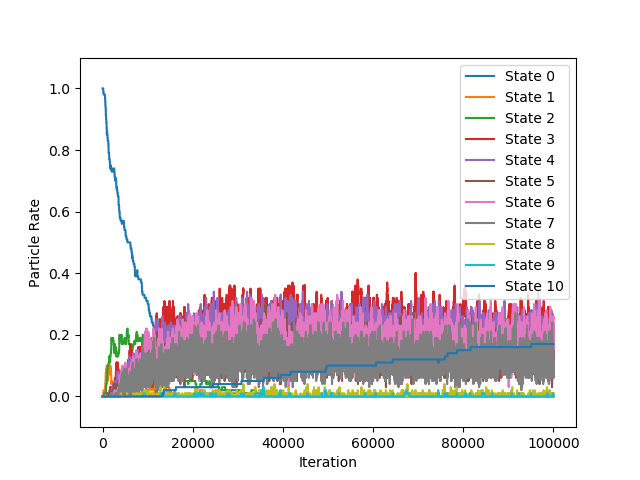 1.0
0.8
0.6
0.4
0.2
0.0
Particle Rate
State 0
State 1
State 2
State 3
State 4
State 5
State 6
State 7
State 8
State 9
State 10
0 20000 40000 60000 80000 100000
Iteration